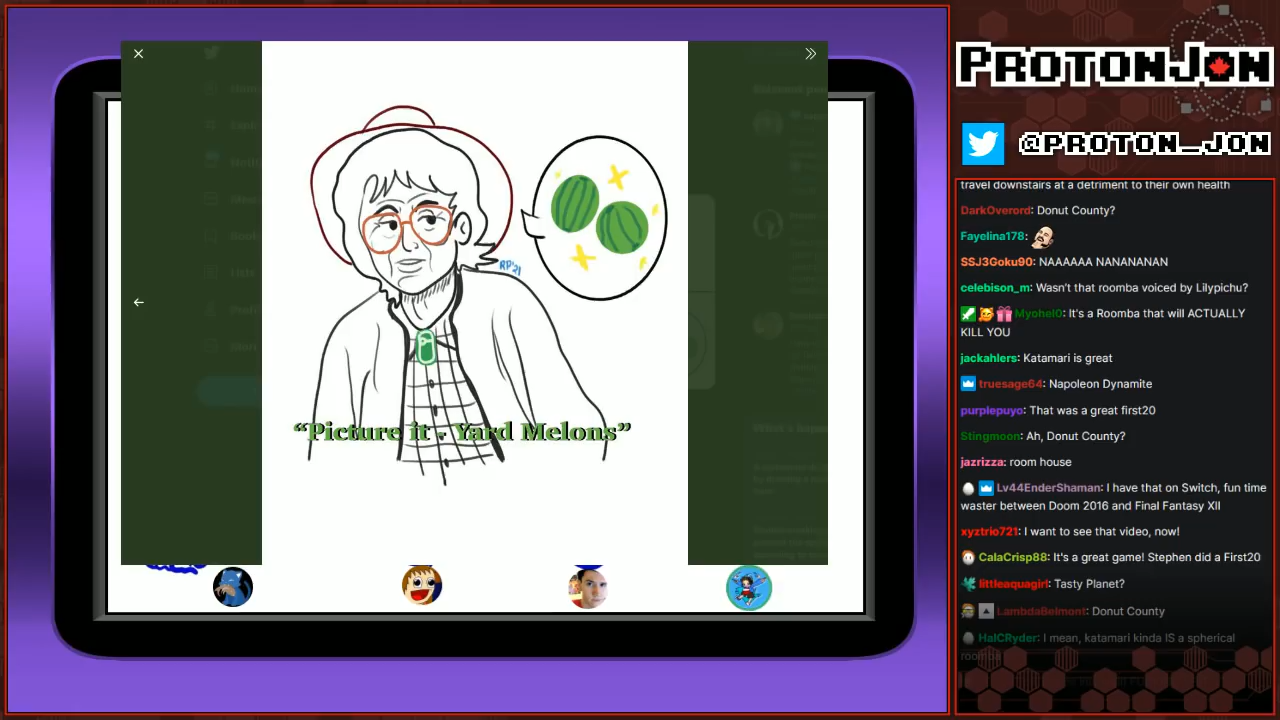 PROTONJON
@PROTON_JON
RP'21
“Picture it - Yard Melons”
travel downstairs at a detriment to their own health
DarkOverord: Donut County?
Fayelina178:
SSJ3Goku90: NAAAAAA NANANANAN
celebison_m: Wasn't that roomba voiced by Lilypichu?
Myohel0: It's a Roomba that will ACTUALLY
KILL YOU
jackahlers: Katamari is great
truesage64: Napoleon Dynamite
purplepuyo: That was a great first20
Stingmoon: Ah, Donut County?
jazrizza: room house
Lv44EnderShaman: I have that on Switch, fun time
waster between Doom 2016 and Final Fantasy XII
xyztrio721: I want to see that video, now!
CalaCrisp88: It's a great game! Stephen did a First20
littleaquagirl: Tasty Planet?
LambdaBelmont: Donut County
HalCRyder: I mean, katamari kinda IS a spherical